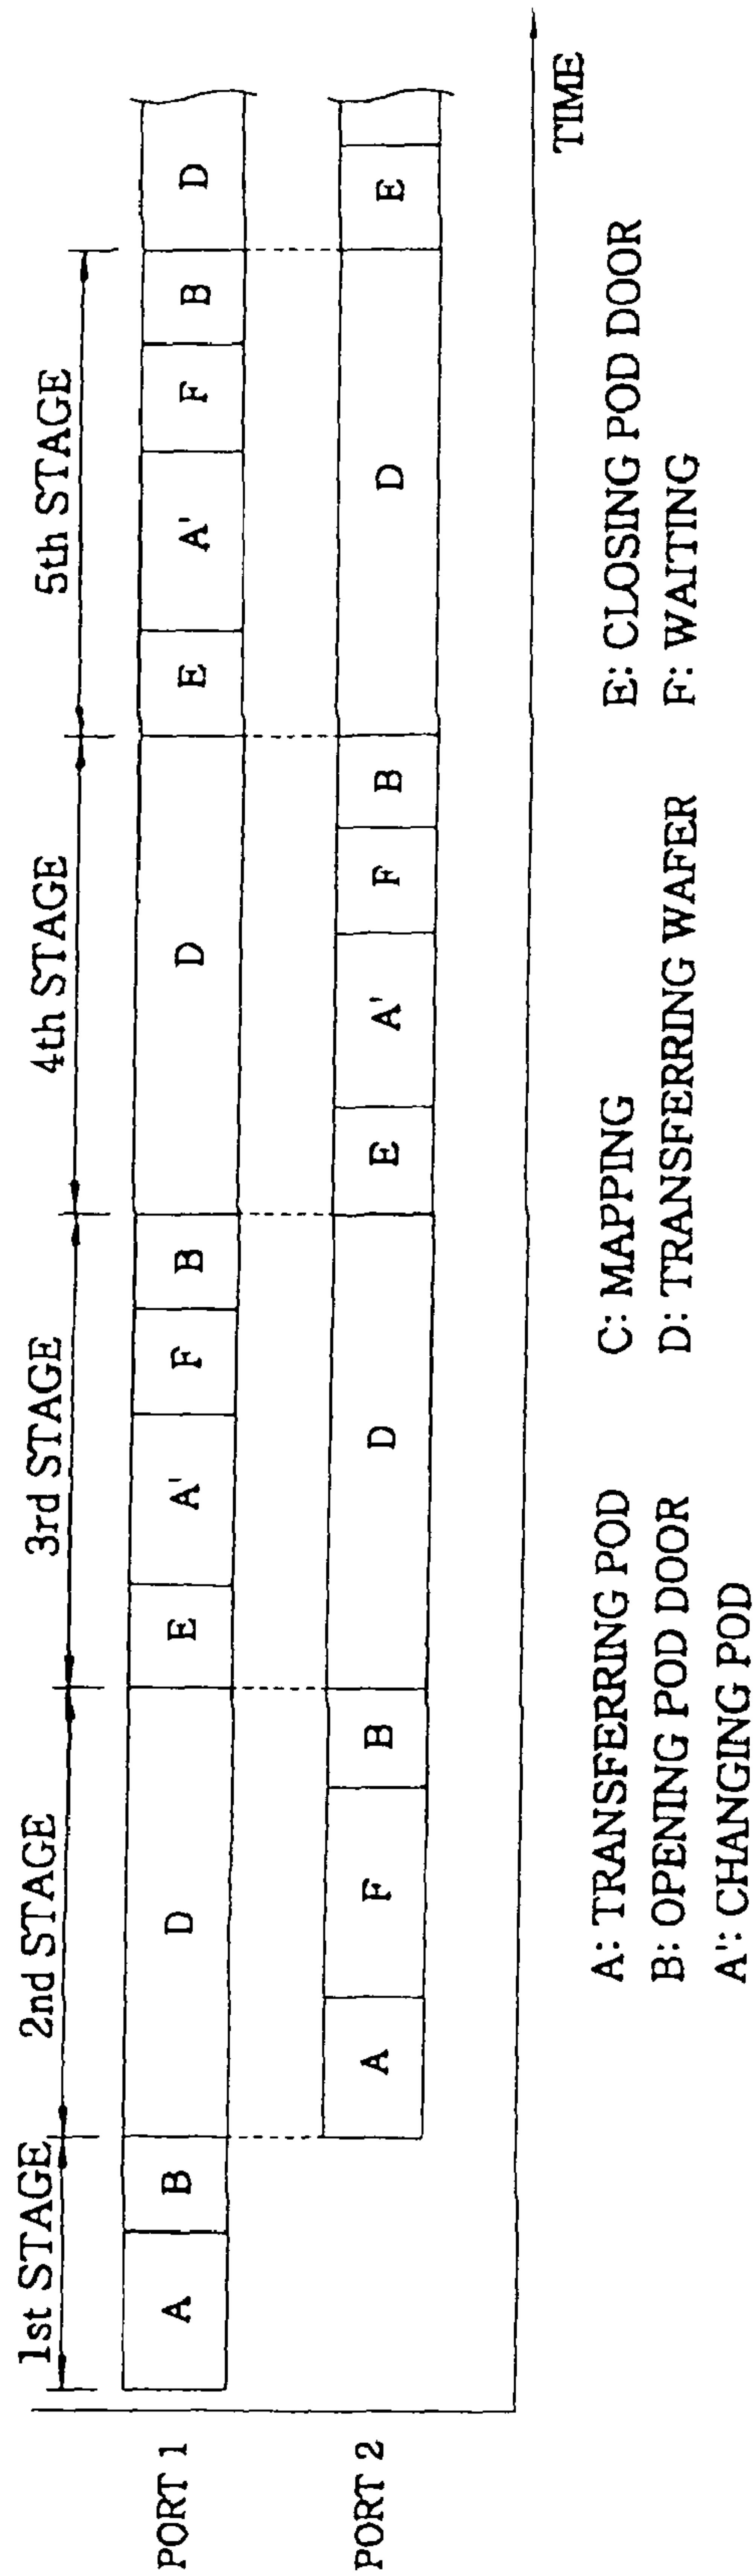 1st STAGE 2nd STAGE 3rd STAGE 4th STAGE 5th STAGE
PORT 1 A B D E A' F B D E A' F B D
PORT 2 A F B D E A' F B D E
TIME
A: TRANSFERRING POD C: MAPPING E: CLOSING POD DOOR
B: OPENING POD DOOR D: TRANSFERRING WAFER F: WAITING
A': CHANGING POD